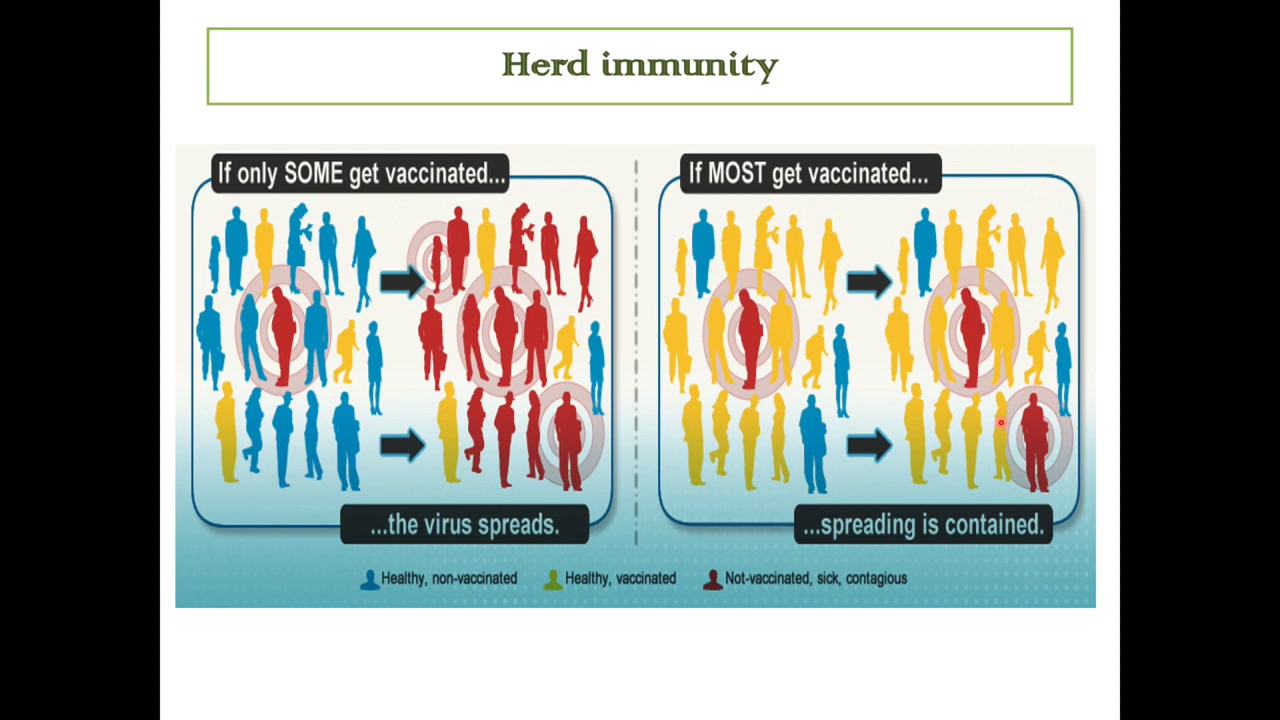 Herd immunity
If only SOME get vaccinated...
If MOST get vaccinated...
...the virus spreads.
...spreading is contained.
Healthy, non-vaccinated
Healthy, vaccinated
Not-vaccinated, sick, contagious